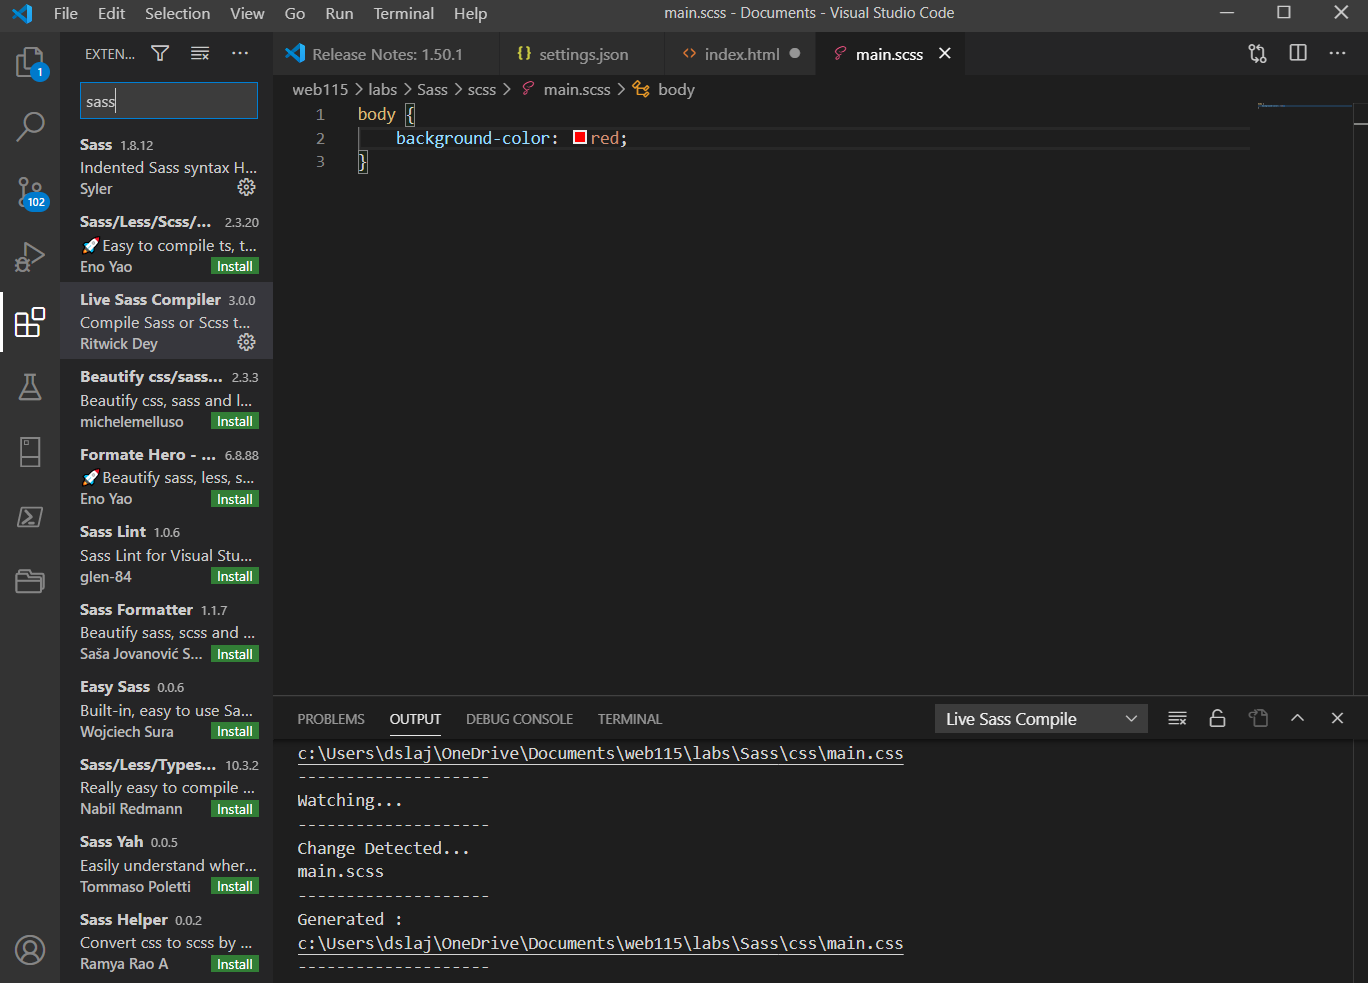 File Edit Selection View Go Run Terminal Help main.scss - Documents - Visual Studio Code
EXTEN...
Release Notes: 1.50.1 settings.json index.html main.scss
web115 > labs > Sass > scss > main.scss > body
1 body {
2 background-color: red;
3 }
1
102
sass
Sass 1.8.12
Indented Sass syntax H...
Syler
Sass/Less/Scss/... 2.3.20
Easy to compile ts, t...
Eno Yao Install
Live Sass Compiler 3.0.0
Compile Sass or Scss t...
Ritwick Dey
Beautify css/sass... 2.3.3
Beautify css, sass and l...
michelemelluso Install
Formate Hero - ... 6.8.88
Beautify sass, less, s...
Eno Yao Install
Sass Lint 1.0.6
Sass Lint for Visual Stu...
glen-84 Install
Sass Formatter 1.1.7
Beautify sass, scss and ...
Saša Jovanović S... Install
Easy Sass 0.0.6
Built-in, easy to use Sa...
Wojciech Sura Install
Sass/Less/Types... 10.3.2
Really easy to compile ...
Nabil Redmann Install
Sass Yah 0.0.5
Easily understand wher...
Tommaso Poletti Install
Sass Helper 0.0.2
Convert css to scss by ...
Ramya Rao A Install
PROBLEMS OUTPUT DEBUG CONSOLE TERMINAL Live Sass Compile
c:\Users\dslaj\OneDrive\Documents\web115\labs\Sass\css\main.css
--------------------
Watching...
--------------------
Change Detected...
main.scss
--------------------
Generated :
c:\Users\dslaj\OneDrive\Documents\web115\labs\Sass\css\main.css
--------------------